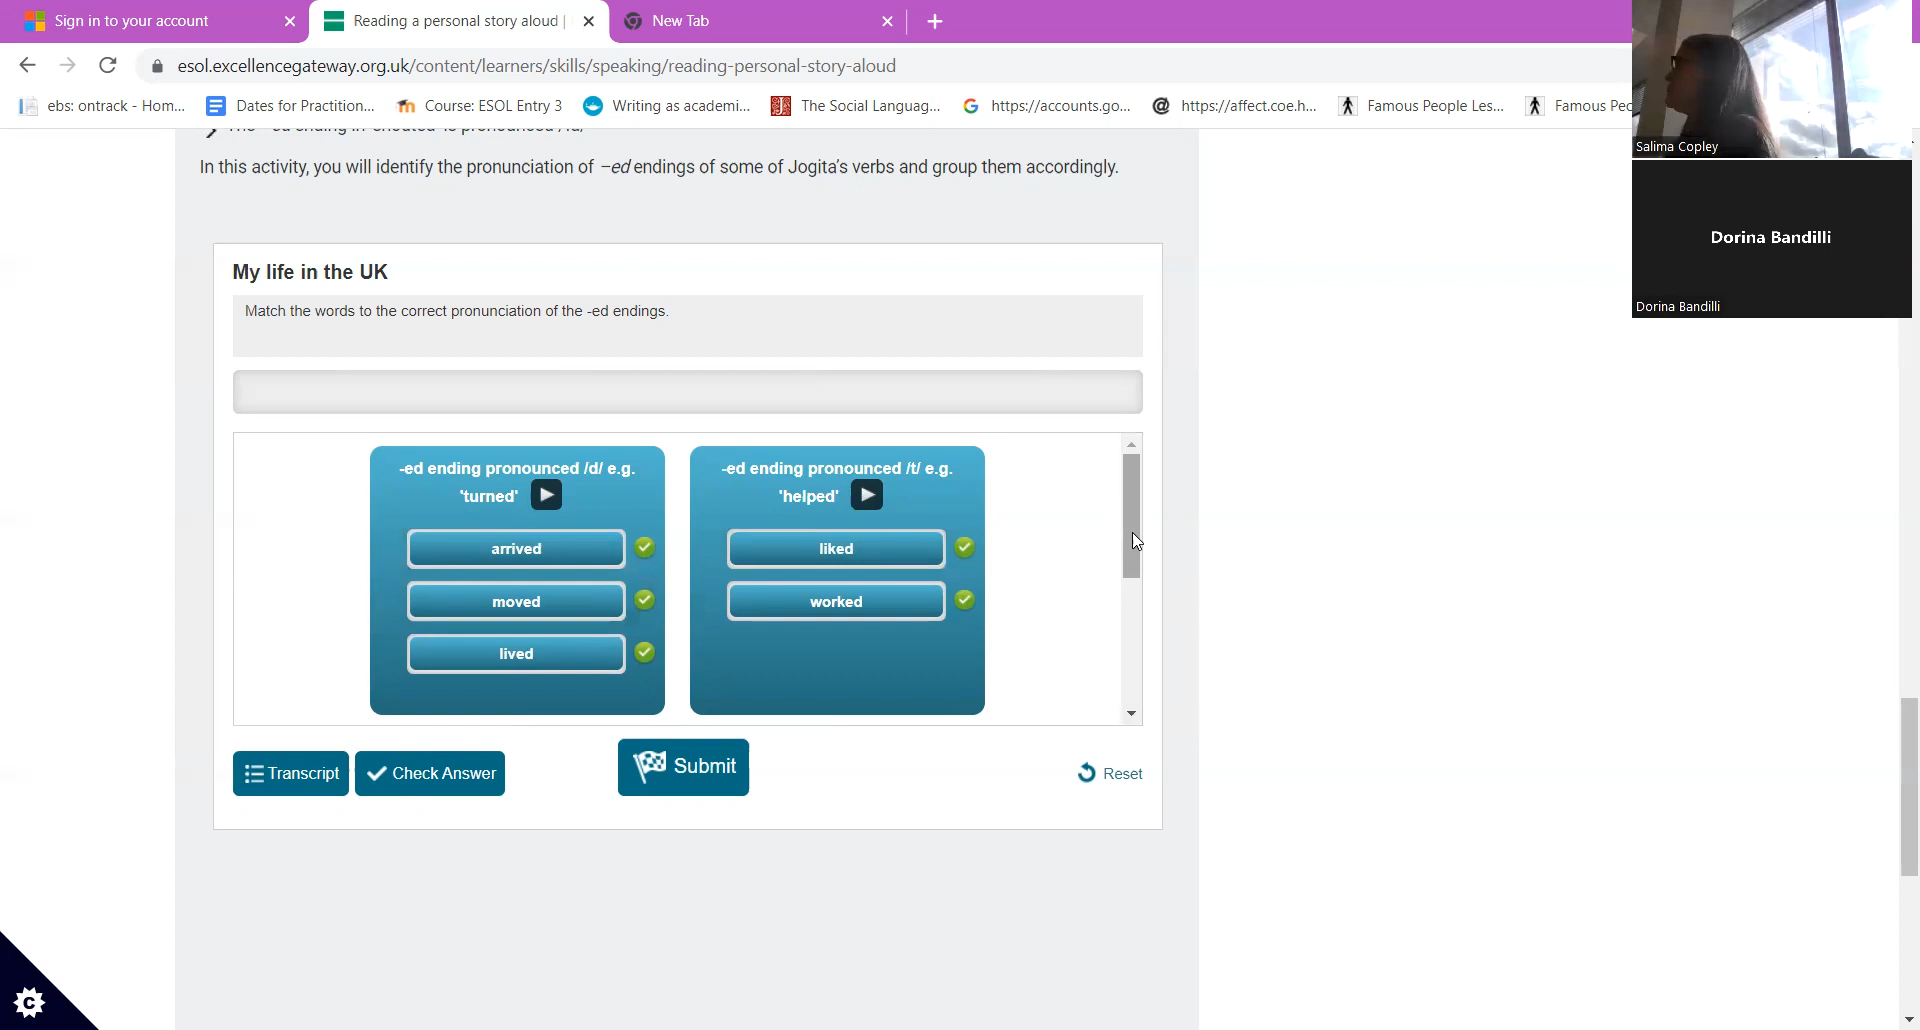 Sign in to your account
Reading a personal story aloud |
New Tab
esol.excellencegateway.org.uk/content/learners/skills/speaking/reading-personal-story-aloud
ebs: ontrack - Hom...
Dates for Practition...
Course: ESOL Entry 3
Writing as academi...
The Social Languag...
https://accounts.go...
https://affect.coe.h...
Famous People Les...
Famous Peo
Salima Copley
Dorina Bandilli
Dorina Bandilli
In this activity, you will identify the pronunciation of –ed endings of some of Jogita’s verbs and group them accordingly.
My life in the UK
Match the words to the correct pronunciation of the -ed endings.
-ed ending pronounced /d/ e.g.
'turned'
arrived
moved
lived
-ed ending pronounced /t/ e.g.
'helped'
liked
worked
Transcript
Check Answer
Submit
Reset